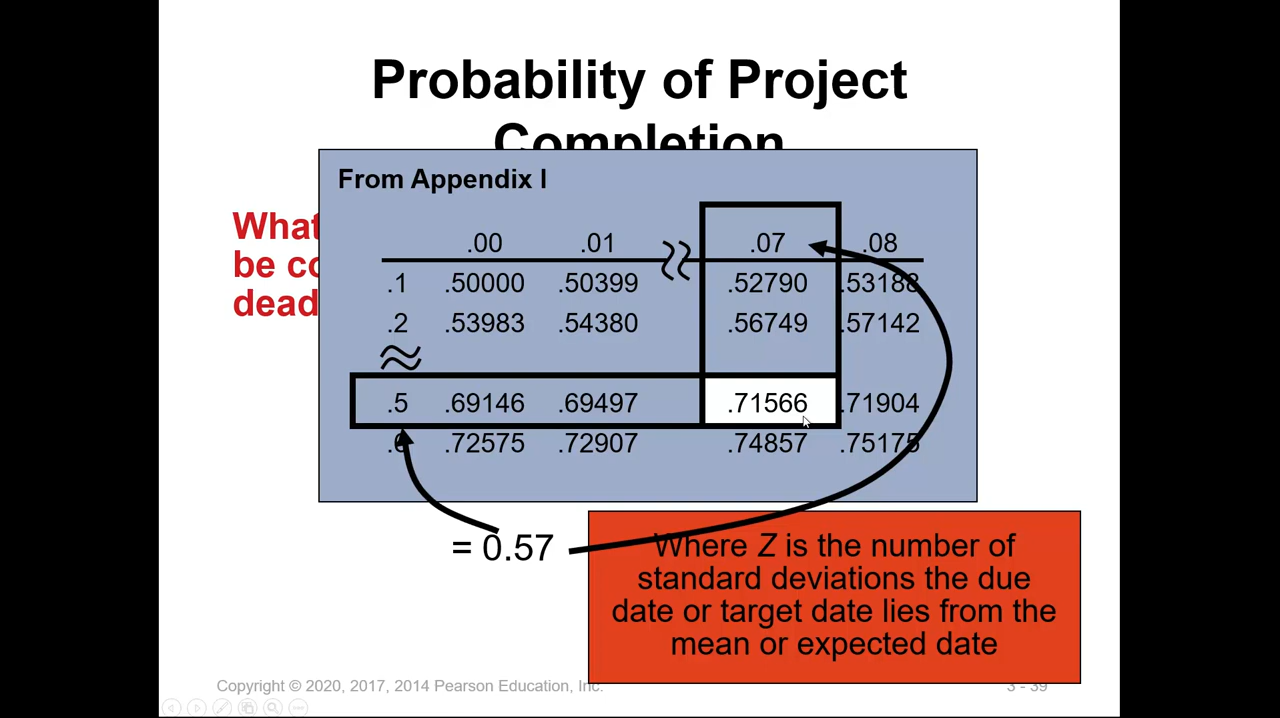 Probability of Project
Completion
From Appendix I
What
be co
dead
.00 .01 .07 .08
.1 .50000 .50399 .52790 .53188
.2 .53983 .54380 .56749 .57142
.5 .69146 .69497 .71566 .71904
.6 .72575 .72907 .74857 .75175
= 0.57
Where Z is the number of
standard deviations the due
date or target date lies from the
mean or expected date
Copyright © 2020, 2017, 2014 Pearson Education, Inc.
3 - 39